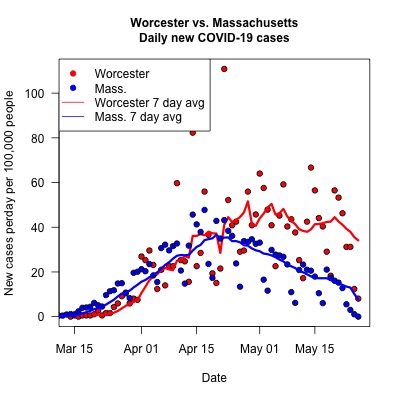 Worcester vs. Massachusetts
Daily new COVID-19 cases
Worcester
Mass.
Worcester 7 day avg
Mass. 7 day avg
New cases perday per 100,000 people
100
80
60
40
20
0
Mar 15
Apr 01
Apr 15
May 01
May 15
Date